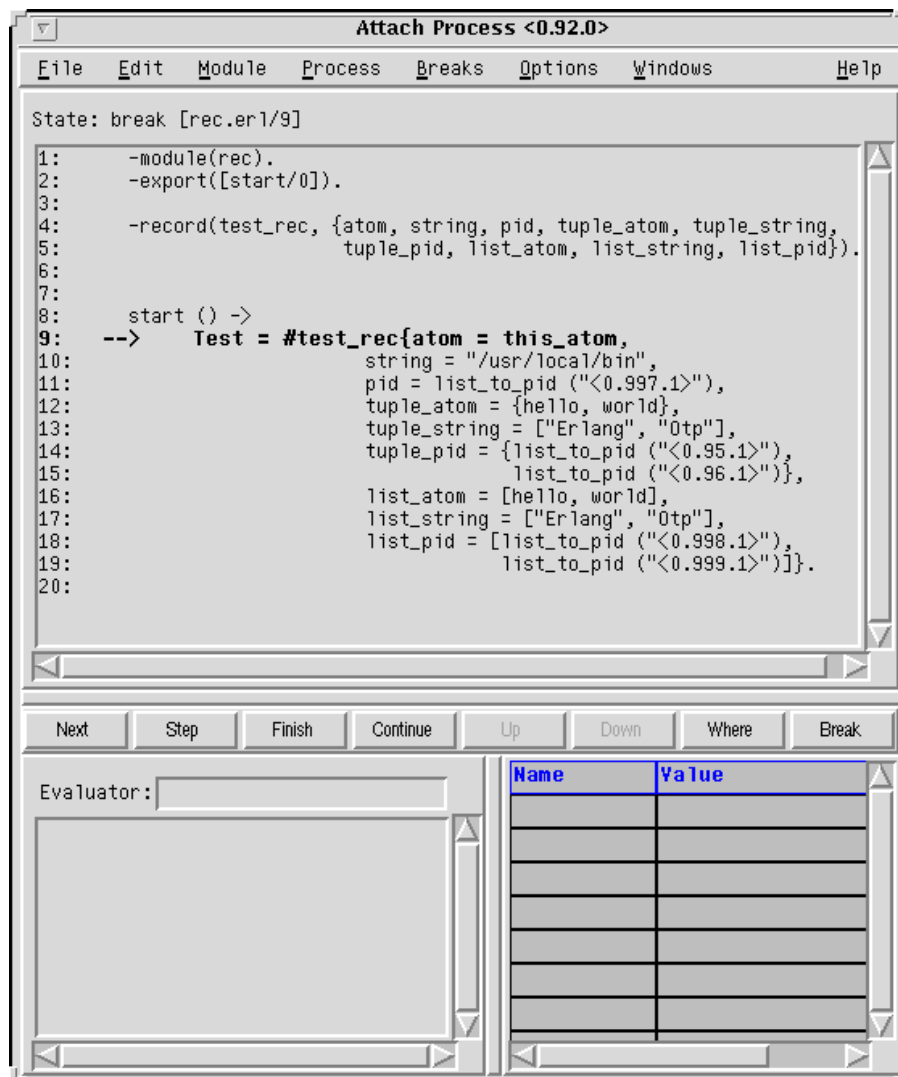 Attach Process <0.92.0>
File Edit Module Process Breaks Options Windows Help
State: break [rec.erl/9]
1: -module(rec).
2: -export([start/0]).
3:
4: -record(test_rec, {atom, string, pid, tuple_atom, tuple_string,
5: tuple_pid, list_atom, list_string, list_pid}).
6:
7:
8: start () ->
9: --> Test = #test_rec{atom = this_atom,
10: string = "/usr/local/bin",
11: pid = list_to_pid ("<0.997.1>"),
12: tuple_atom = {hello, world},
13: tuple_string = ["Erlang", "Otp"],
14: tuple_pid = {list_to_pid ("<0.95.1>"),
15: list_to_pid ("<0.96.1>")},
16: list_atom = [hello, world],
17: list_string = ["Erlang", "Otp"],
18: list_pid = [list_to_pid ("<0.998.1>"),
19: list_to_pid ("<0.999.1>")]}.
20:
Next Step Finish Continue Up Down Where Break
Evaluator:
Name Value